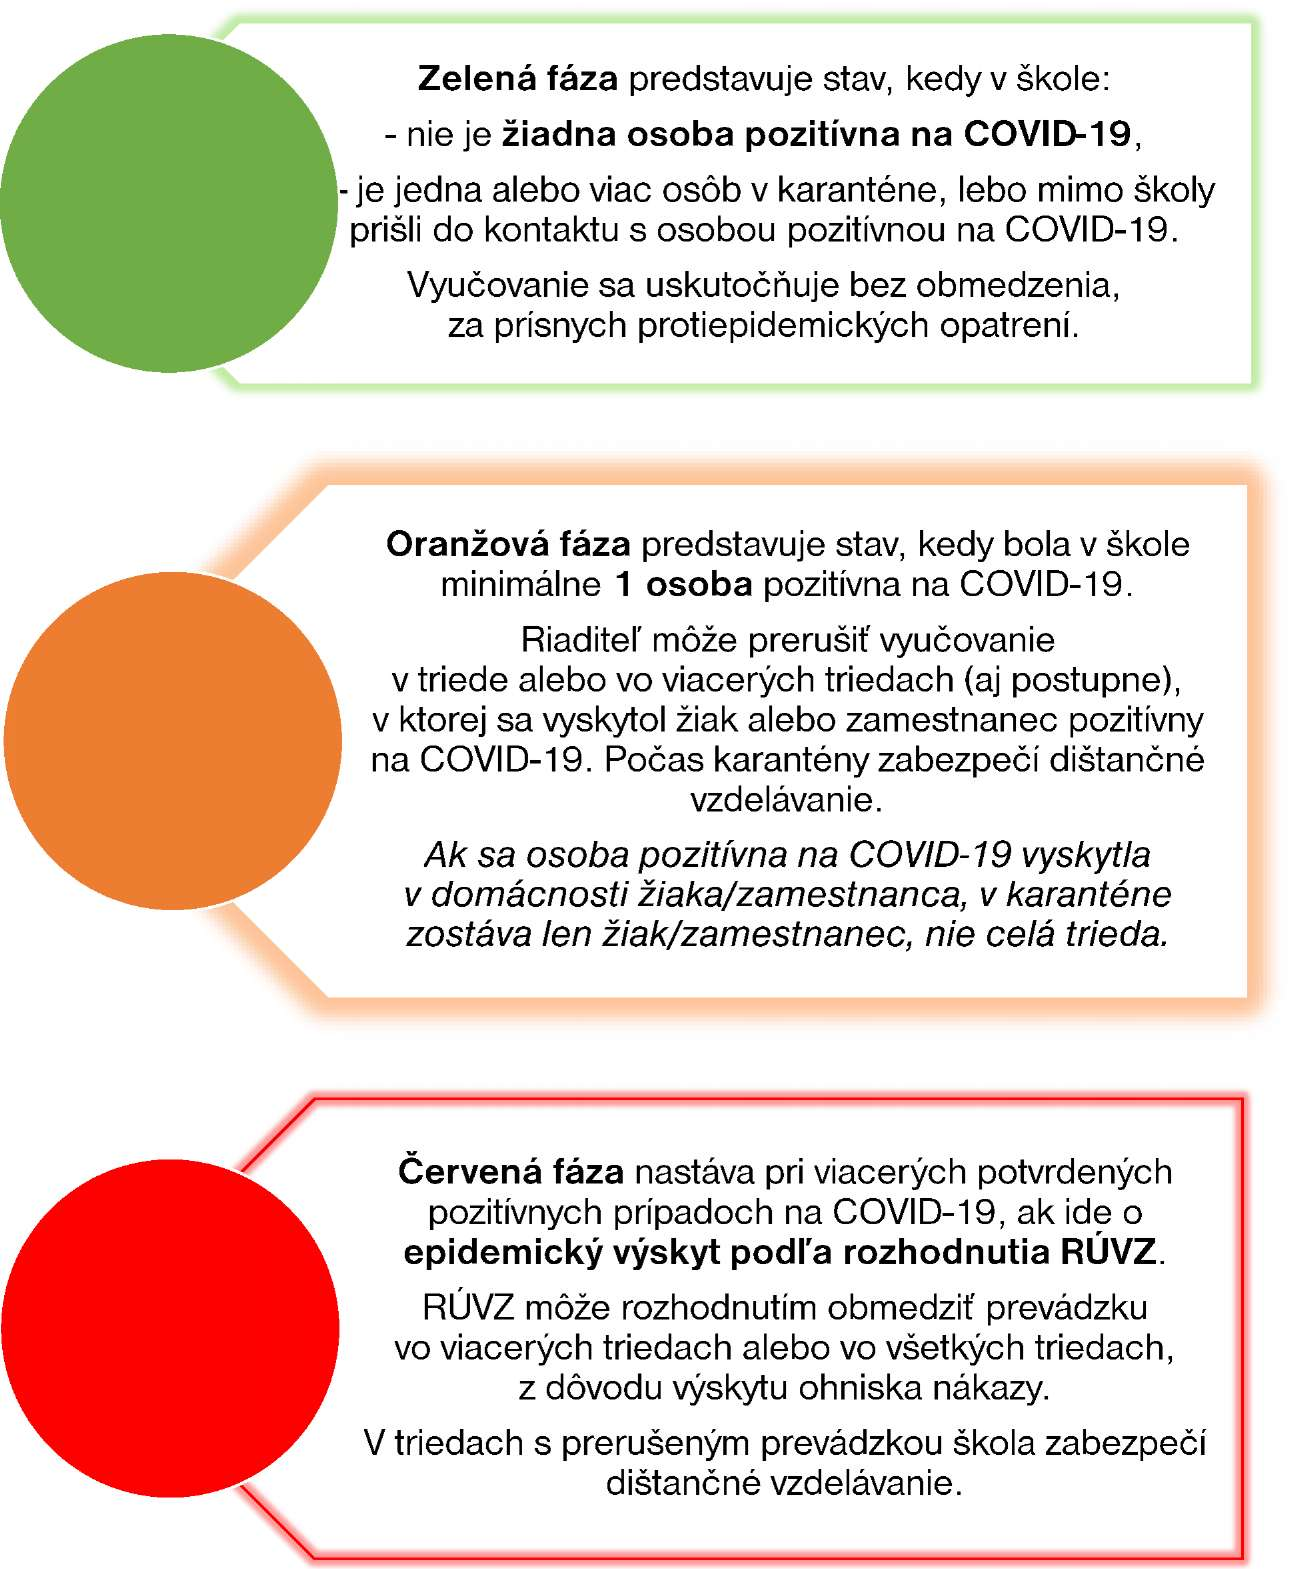 Zelená fáza predstavuje stav, kedy v škole:
- nie je žiadna osoba pozitívna na COVID-19,
- je jedna alebo viac osôb v karanténe, lebo mimo školy
prišli do kontaktu s osobou pozitívnou na COVID-19.
Vyučovanie sa uskutočňuje bez obmedzenia,
za prísnych protiepidemických opatrení.
Oranžová fáza predstavuje stav, kedy bola v škole
minimálne 1 osoba pozitívna na COVID-19.
Riaditeľ môže prerušiť vyučovanie
v triede alebo vo viacerých triedach (aj postupne),
v ktorej sa vyskytol žiak alebo zamestnanec pozitívny
na COVID-19. Počas karantény zabezpečí dištančné
vzdelávanie.
Ak sa osoba pozitívna na COVID-19 vyskytla
v domácnosti žiaka/zamestnanca, v karanténe
zostáva len žiak/zamestnanec, nie celá trieda.
Červená fáza nastáva pri viacerých potvrdených
pozitívnych prípadoch na COVID-19, ak ide o
epidemický výskyt podľa rozhodnutia RÚVZ.
RÚVZ môže rozhodnutím obmedziť prevádzku
vo viacerých triedach alebo vo všetkých triedach,
z dôvodu výskytu ohniska nákazy.
V triedach s prerušeným prevádzkou škola zabezpečí
dištančné vzdelávanie.